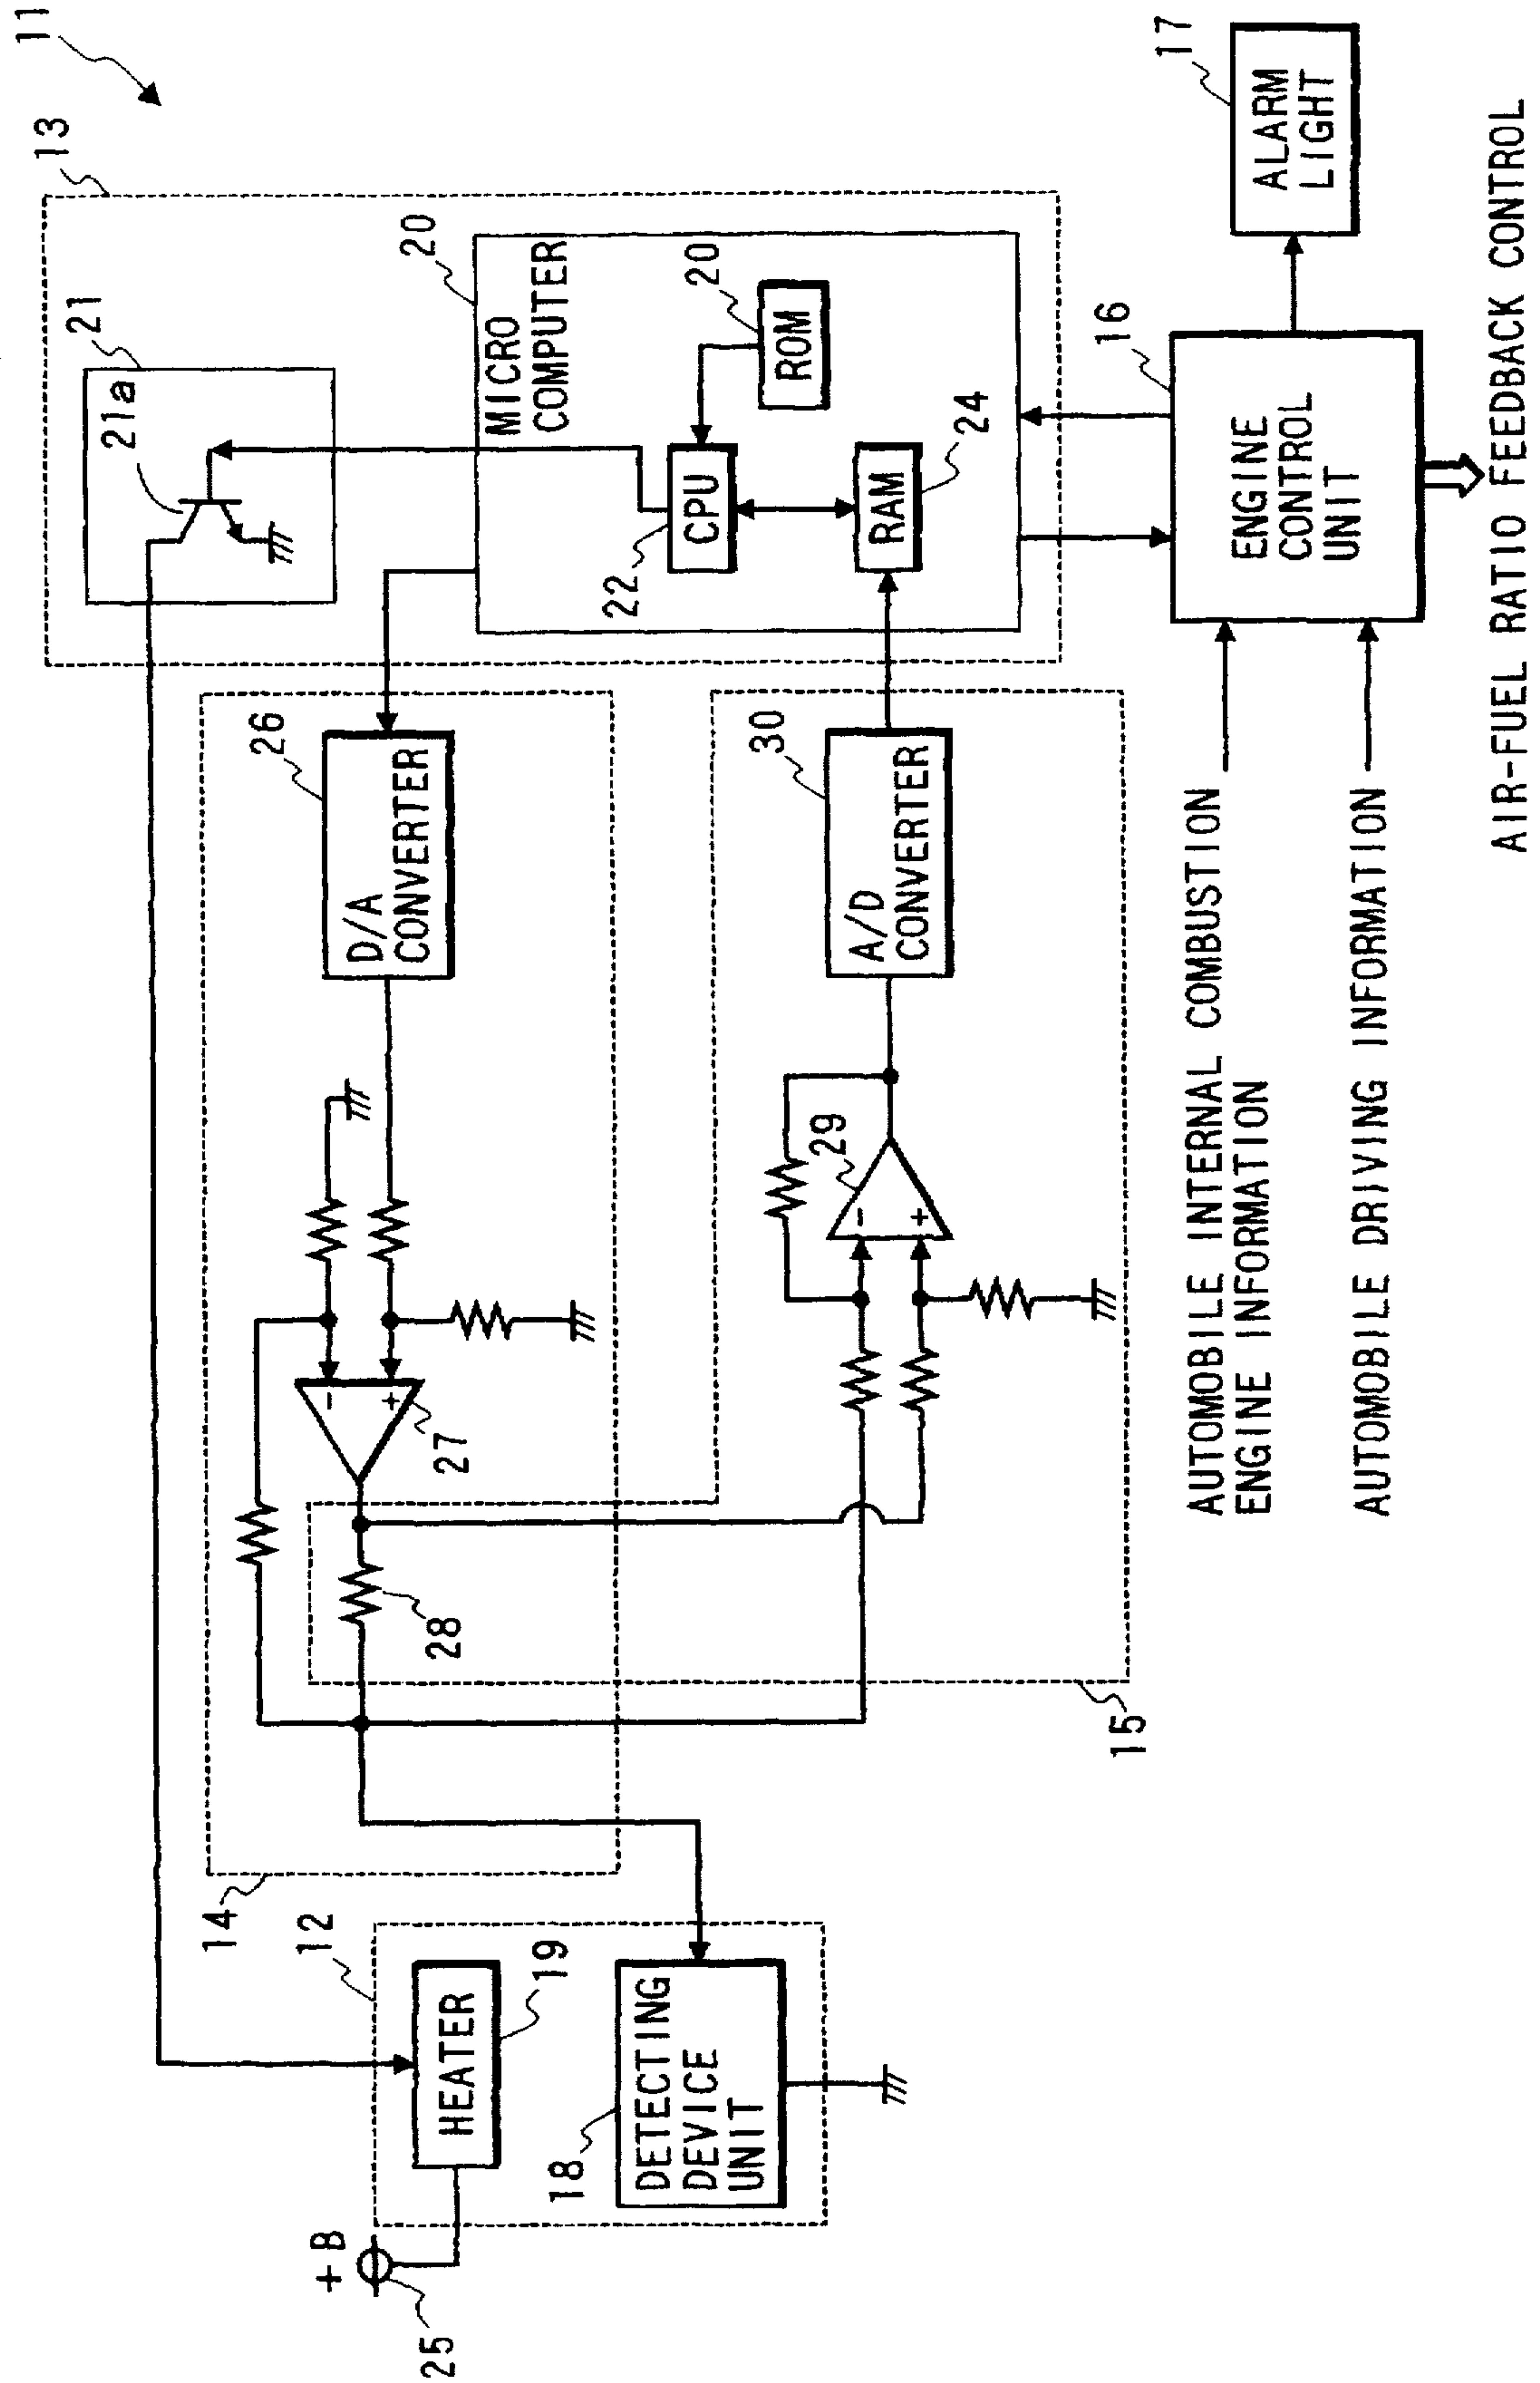 11
13
21
21a
20
MICRO
COMPUTER
20
ROM
CPU
22
RAM
24
26
D/A
CONVERTER
30
A/D
CONVERTER
16
ENGINE
CONTROL
UNIT
17
ALARM
LIGHT
AIR-FUEL RATIO FEEDBACK CONTROL
AUTOMOBILE INTERNAL COMBUSTION
ENGINE INFORMATION
AUTOMOBILE DRIVING INFORMATION
-
+
27
28
-
+
29
15
14
12
HEATER
19
18
DETECTING
DEVICE
UNIT
+B
25